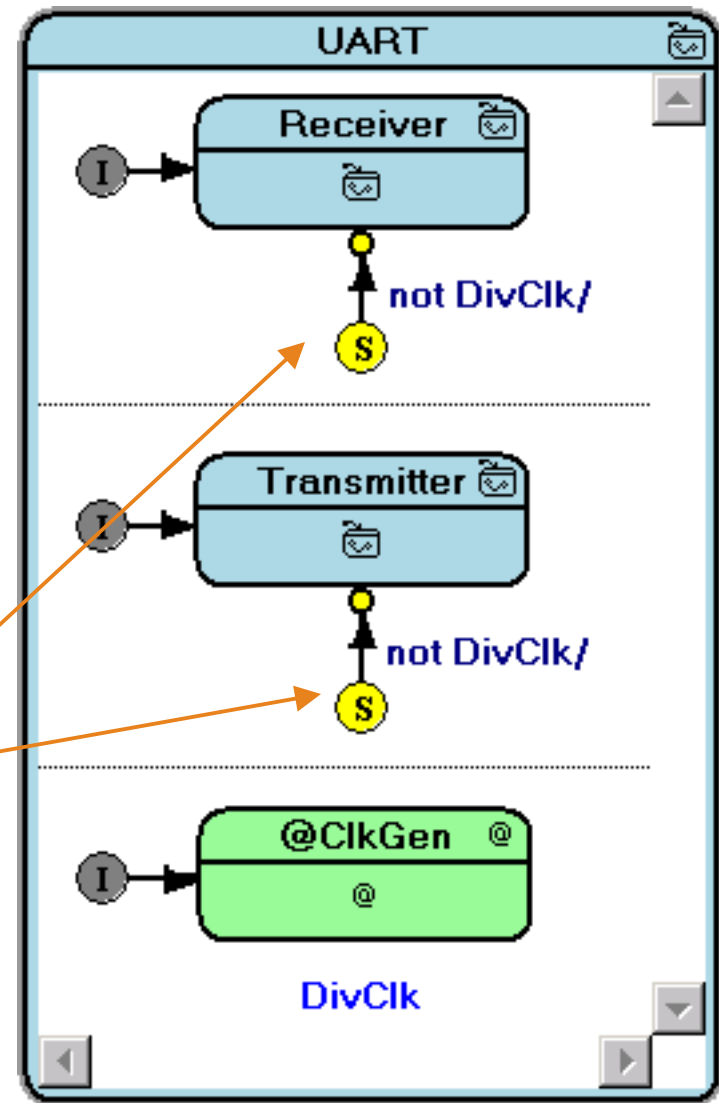 UART
Receiver
I
not DivClk/
S
Transmitter
I
not DivClk/
S
@ClkGen @
I
@
DivClk